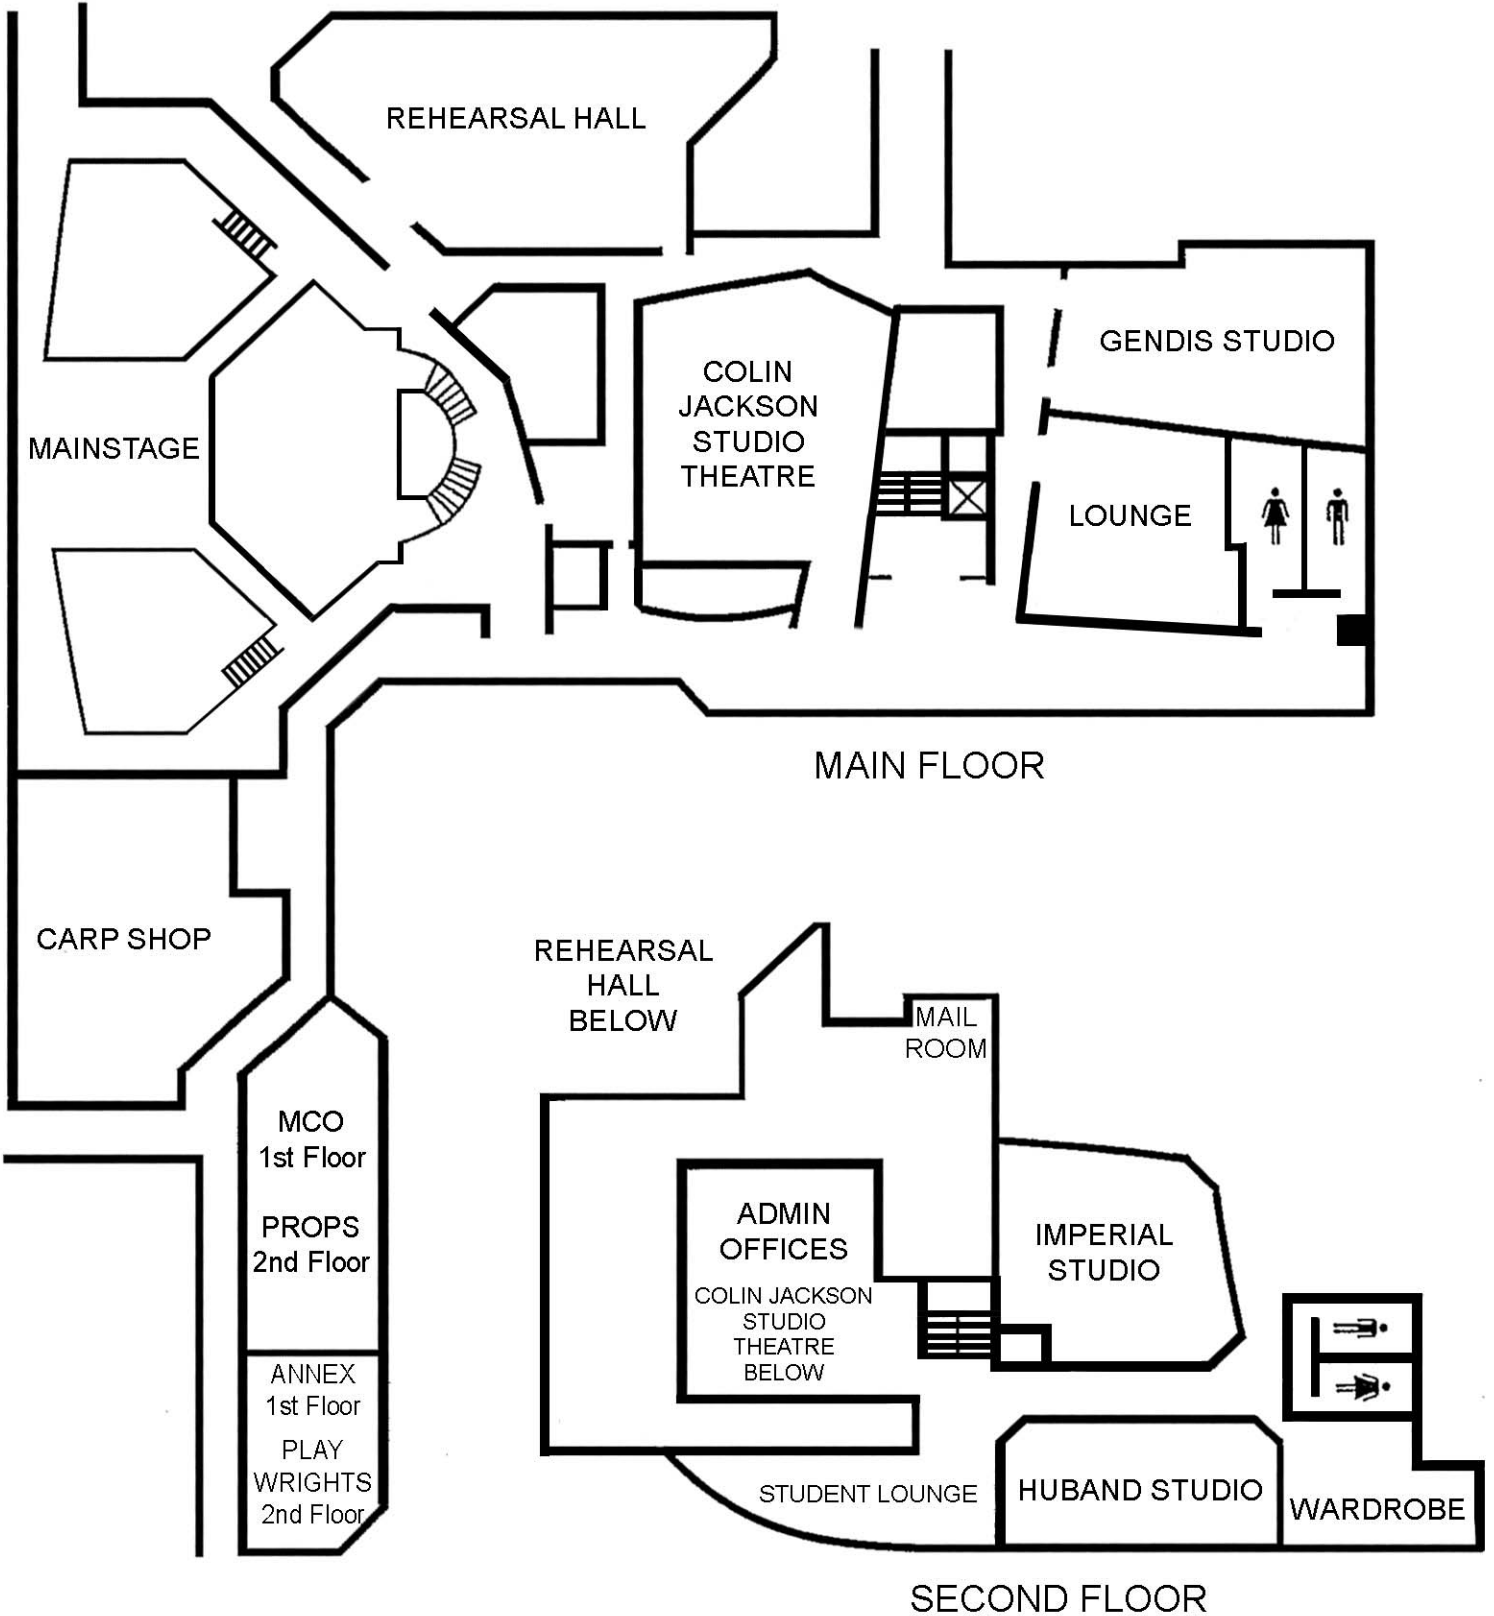 REHEARSAL HALL
GENDIS STUDIO
COLIN
JACKSON
STUDIO
THEATRE
MAINSTAGE
LOUNGE
MAIN FLOOR
CARP SHOP
REHEARSAL
HALL
BELOW
MAIL
ROOM
MCO
1st Floor
PROPS
2nd Floor
ADMIN
OFFICES
COLIN JACKSON
STUDIO
THEATRE
BELOW
IMPERIAL
STUDIO
ANNEX
1st Floor
PLAY
WRIGHTS
2nd Floor
STUDENT LOUNGE
HUBAND STUDIO
WARDROBE
SECOND FLOOR